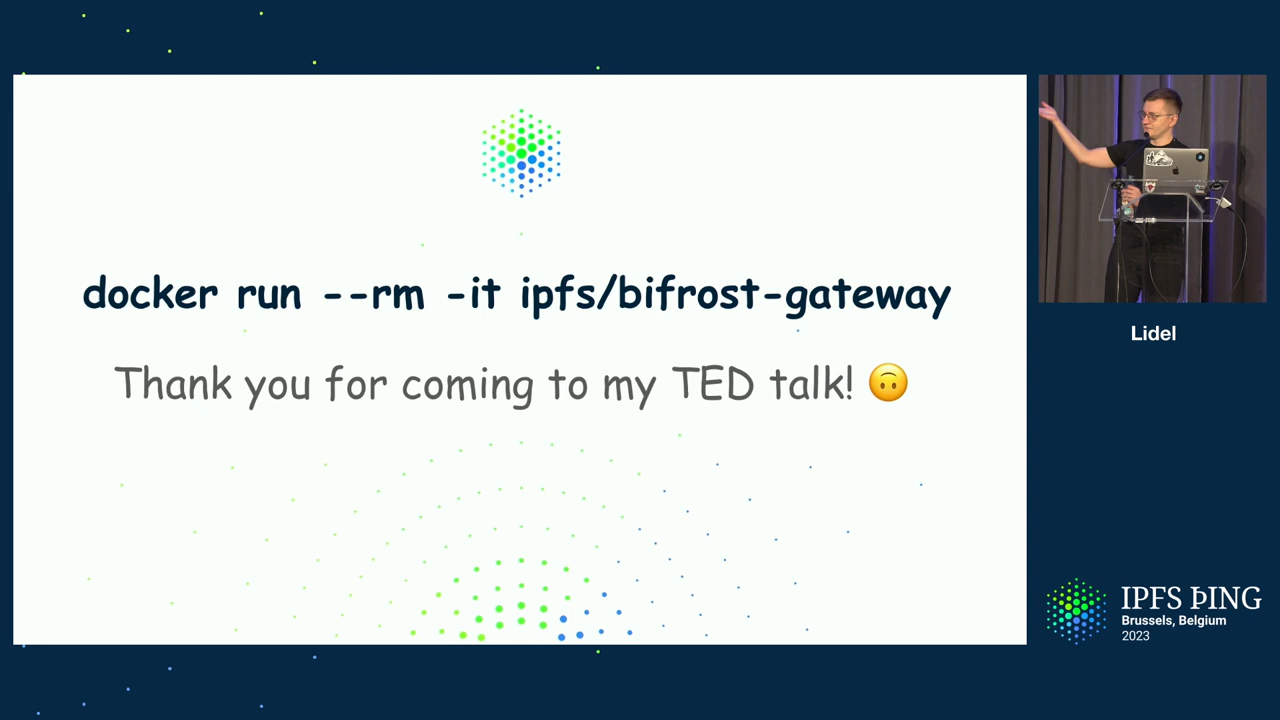 docker run --rm -it ipfs/bifrost-gateway
Thank you for coming to my TED talk! 🙃
Lidel
IPFS ÞING
Brussels, Belgium
2023